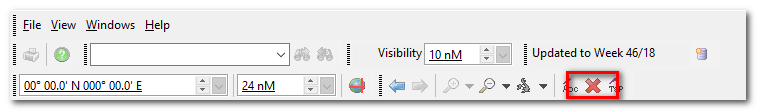 File View Windows Help
Visibility 10 nM Updated to Week 46/18
00° 00.0' N 000° 00.0' E 24 nM